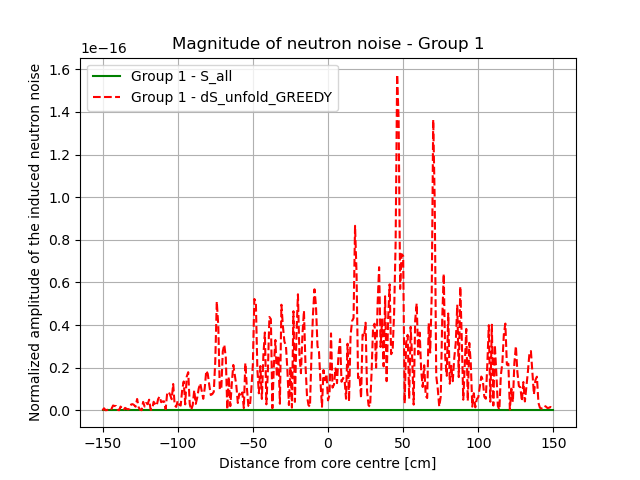 Magnitude of neutron noise - Group 1
1e−16
Group 1 - S_all
Group 1 - dS_unfold_GREEDY
Normalized amplitude of the induced neutron noise
1.6
1.4
1.2
1.0
0.8
0.6
0.4
0.2
0.0
−150 −100 −50 0 50 100 150
Distance from core centre [cm]